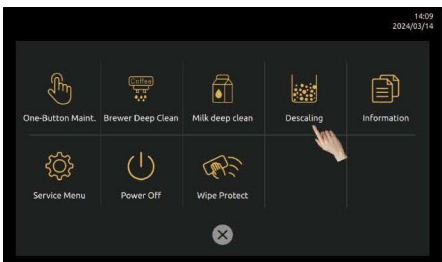 14:09
2024/03/14
Coffee
One-Button Maint.
Brewer Deep Clean
Milk deep clean
Descaling
Information
Service Menu
Power Off
Wipe Protect